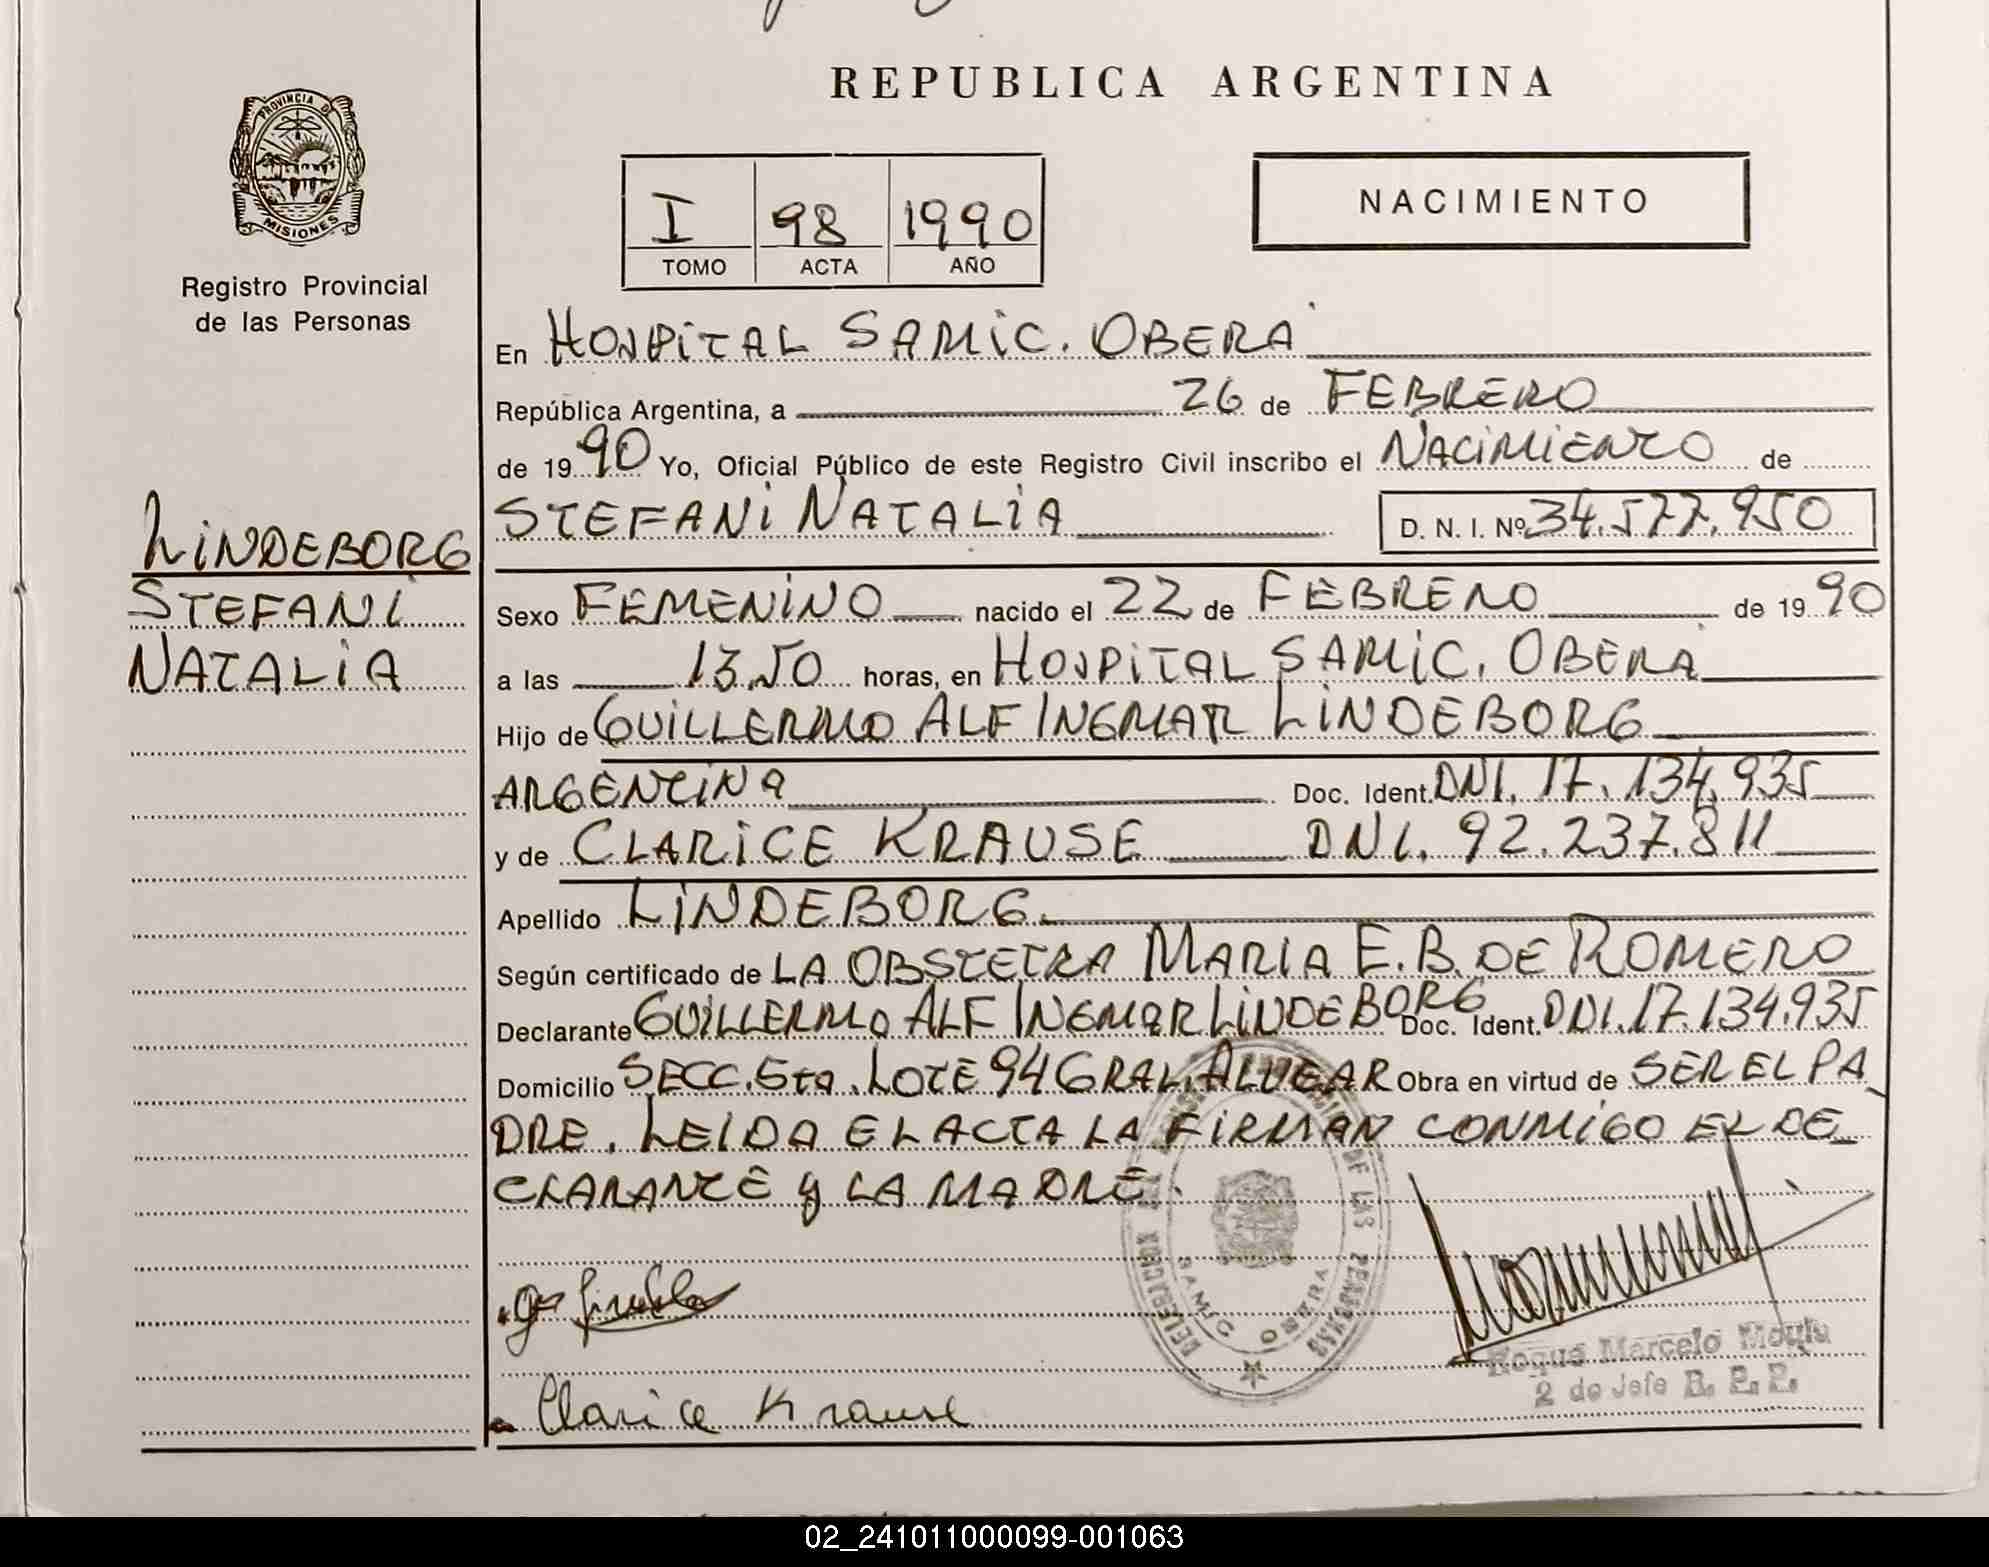 REPUBLICA ARGENTINA
PROVINCIA DE
MISIONES
Registro Provincial
de las Personas
I 98 1990
TOMO ACTA AÑO
NACIMIENTO
En HOSPITAL SAMIC. OBERA
República Argentina, a 26 de FEBRERO
de 1990 Yo, Oficial Público de este Registro Civil inscribo el NACIMIENTO de
STEFANI NATALIA D. N. I. Nº 34.577.950
LINDEBORG
STEFANI
NATALIA
Sexo FEMENINO nacido el 22 de FEBRERO de 1990
a las 13.50 horas, en HOSPITAL SAMIC. OBERA
Hijo de GUILLERMO ALF INGMAR LINDEBORG
ARGENTINA Doc. Ident. DNI. 17.134.935
y de CLARICE KRAUSE DNI. 92.237.811
Apellido LINDEBORG.
Según certificado de LA OBSTETRA MARIA E.B. DE ROMERO
Declarante GUILLERMO ALF INGMAR LINDEBORG Doc. Ident. DNI. 17.134.935
Domicilio SECC. 5ta. LOTE 94 GRAL. ALVEAR Obra en virtud de SER EL PA
DRE. LEIDA EL ACTA LA FIRMAN CONMIGO EL DE
CLARANTE y LA MADRE.
DE LAS PERSONAS
SAMIC OBERA
Roque Marcelo
2 do Jefe R. P. P.
Clarice Krause
02_241011000099-001063